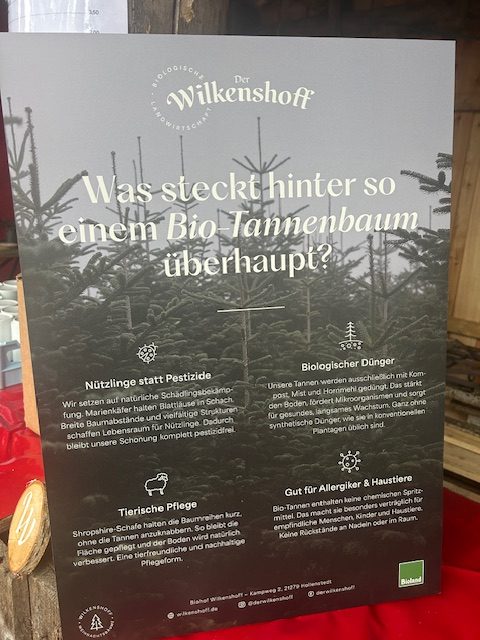 BIOLOGISCHE
LANDWIRTSCHAFT
Der
Wilkenshoff
Was steckt hinter so
einem Bio-Tannenbaum
überhaupt?
Nützlinge statt Pestizide
Wir setzen auf natürliche Schädlingsbekämp-
fung. Marienkäfer halten Blattläuse in Schach.
Breite Baumabstände und vielfältige Strukturen
schaffen Lebensraum für Nützlinge. Dadurch
bleibt unsere Schonung komplett pestizidfrei.
Biologischer Dünger
Unsere Tannen werden ausschließlich mit Kom-
post, Mist und Hornmehl gedüngt. Das stärkt
den Boden, fördert Mikroorganismen und sorgt
für gesundes, langsames Wachstum. Ganz ohne
synthetische Dünger, wie sie in konventionellen
Plantagen üblich sind.
Tierische Pflege
Shropshire-Schafe halten die Baumreihen kurz,
ohne die Tannen anzuknabbern. So bleibt die
Fläche gepflegt und der Boden wird natürlich
verbessert. Eine tierfreundliche und nachhaltige
Pflegeform.
Gut für Allergiker & Haustiere
Bio-Tannen enthalten keine chemischen Spritz-
mittel. Das macht sie besonders verträglich für
empfindliche Menschen, Kinder und Haustiere.
Keine Rückstände an Nadeln oder im Raum.
Biohof Wilkenshoff – Kampweg 2, 21279 Hollenstedt
wilkenshoff.de @derwilkenshoff derwilkenshoff
Bioland
WILKENSHOFF
WEIHNACHTSBÄUME